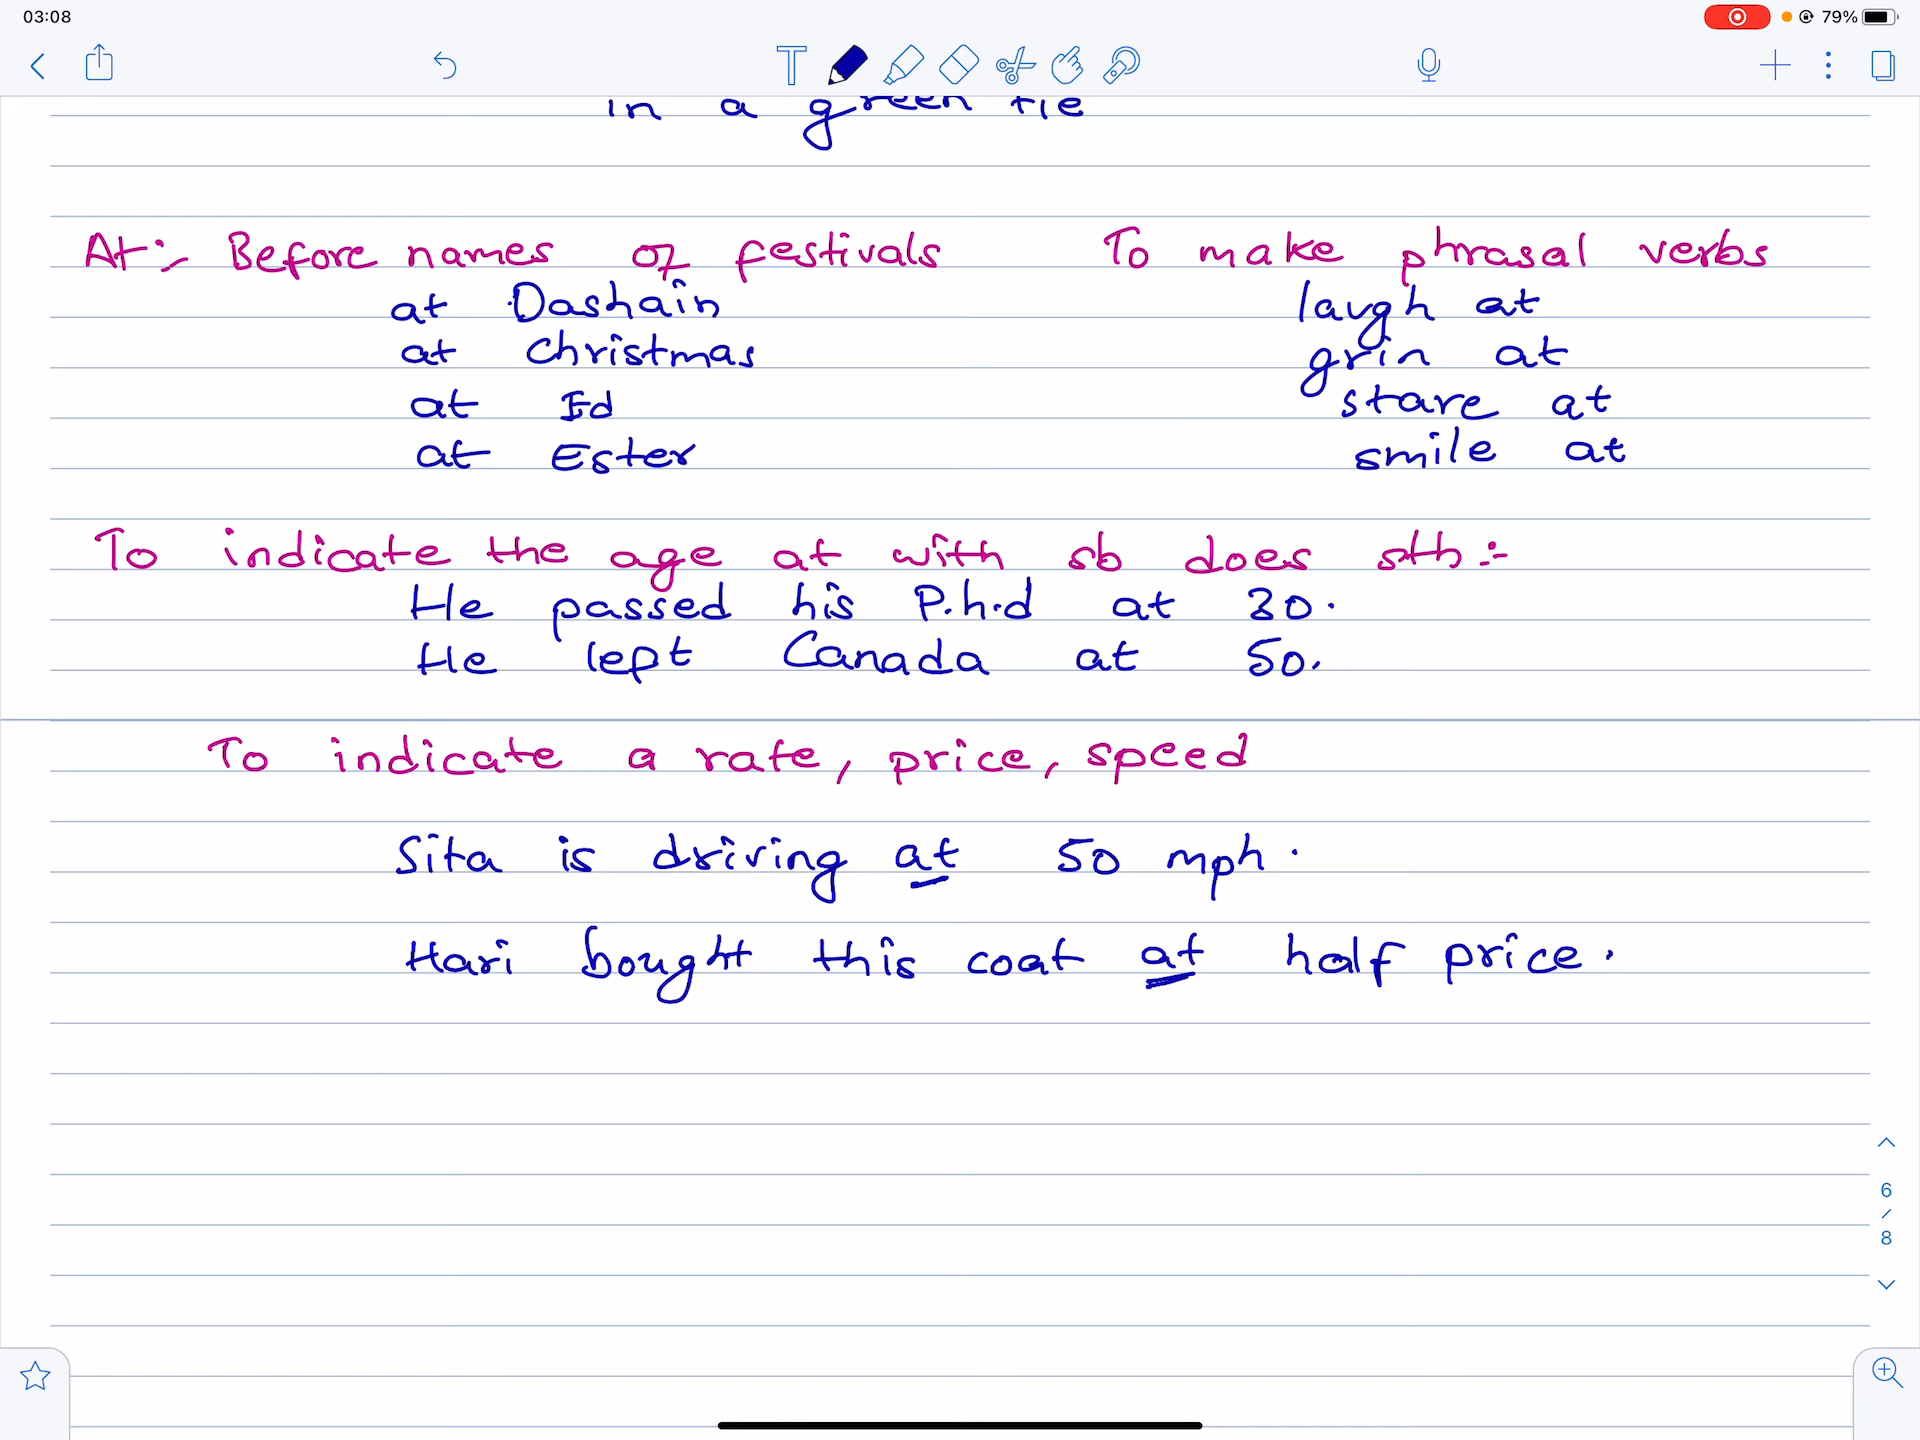 03:08
79%
in a green tie
At:- Before names of festivals
at Dashain
at Christmas
at Id
at Ester
To make phrasal verbs
laugh at
grin at
stare at
smile at
To indicate the age at with sb does sth:-
He passed his P.h.d at 30.
He left Canada at 50.
To indicate a rate, price, speed
Sita is driving at 50 mph.
Hari bought this coat at half price.
6
/
8